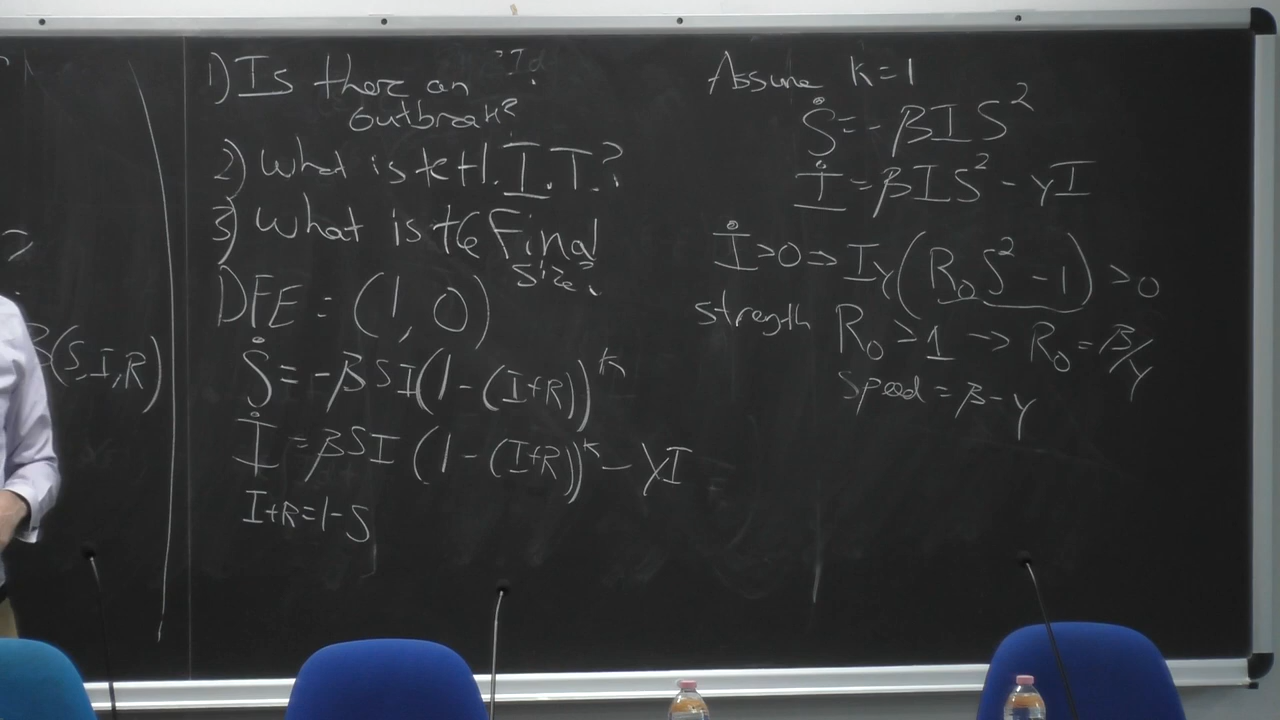 β(S,I,R)
1) Is there an
outbreak?
2) What is H.I.T.?
3) What is the Final
Size?
DFE = (1, 0)
Ṡ = -βSI(1-(I+R))^k
İ = βSI(1-(I+R))^k - γI
I+R=1-S
Assume k=1
Ṡ = -βIS²
İ = βIS² - γI
İ>0 ⇒ Iγ(R₀S² - 1) > 0
strength R₀ > 1 → R₀ = β/γ
Speed = β-γ